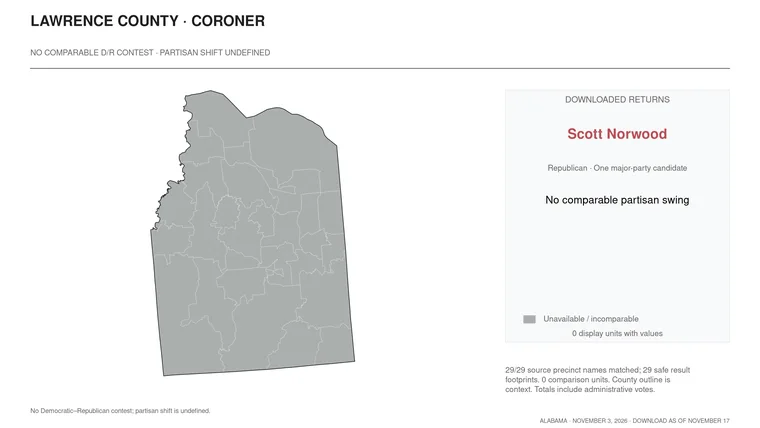 LAWRENCE COUNTY · CORONER
NO COMPARABLE D/R CONTEST · PARTISAN SHIFT UNDEFINED
DOWNLOADED RETURNS
Scott Norwood
Republican · One major-party candidate
No comparable partisan swing
Unavailable / incomparable
0 display units with values
29/29 source precinct names matched; 29 safe result
footprints. 0 comparison units. County outline is
context. Totals include administrative votes.
No Democratic–Republican contest; partisan shift is undefined.
ALABAMA · NOVEMBER 3, 2026 · DOWNLOAD AS OF NOVEMBER 17